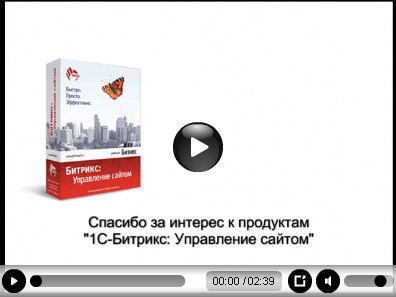 Быстро.
Просто.
Эффективно.
Бизнес
Битрикс:
Управление сайтом
Спасибо за интерес к продуктам
"1С-Битрикс: Управление сайтом"
00:00 / 02:39